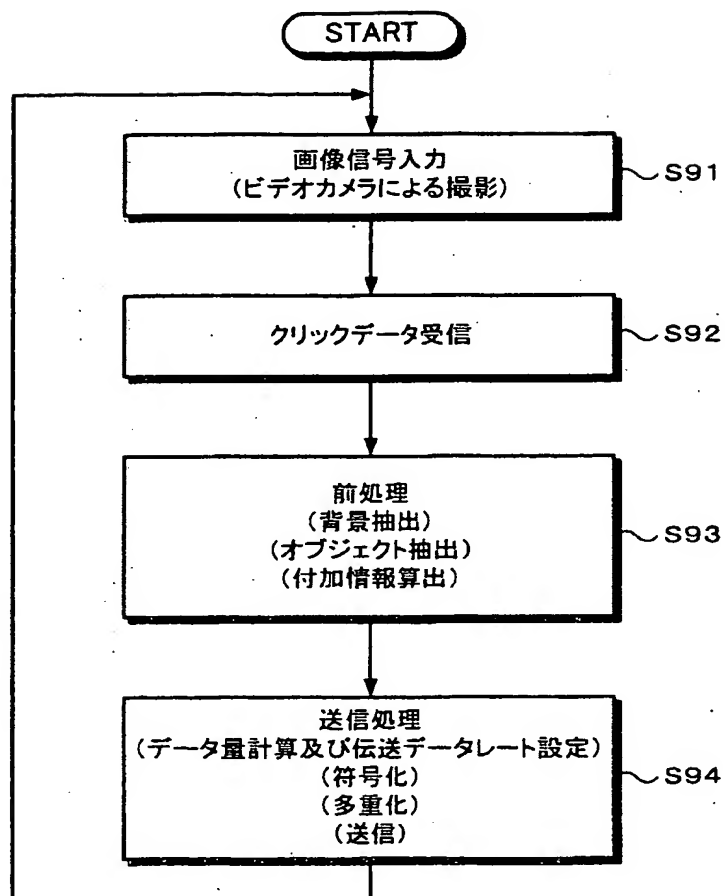 START
画像信号入力
(ビデオカメラによる撮影)
S91
クリックデータ受信
S92
前処理
(背景抽出)
(オブジェクト抽出)
(付加情報算出)
S93
送信処理
(データ量計算及び伝送データレート設定)
(符号化)
(多重化)
(送信)
S94